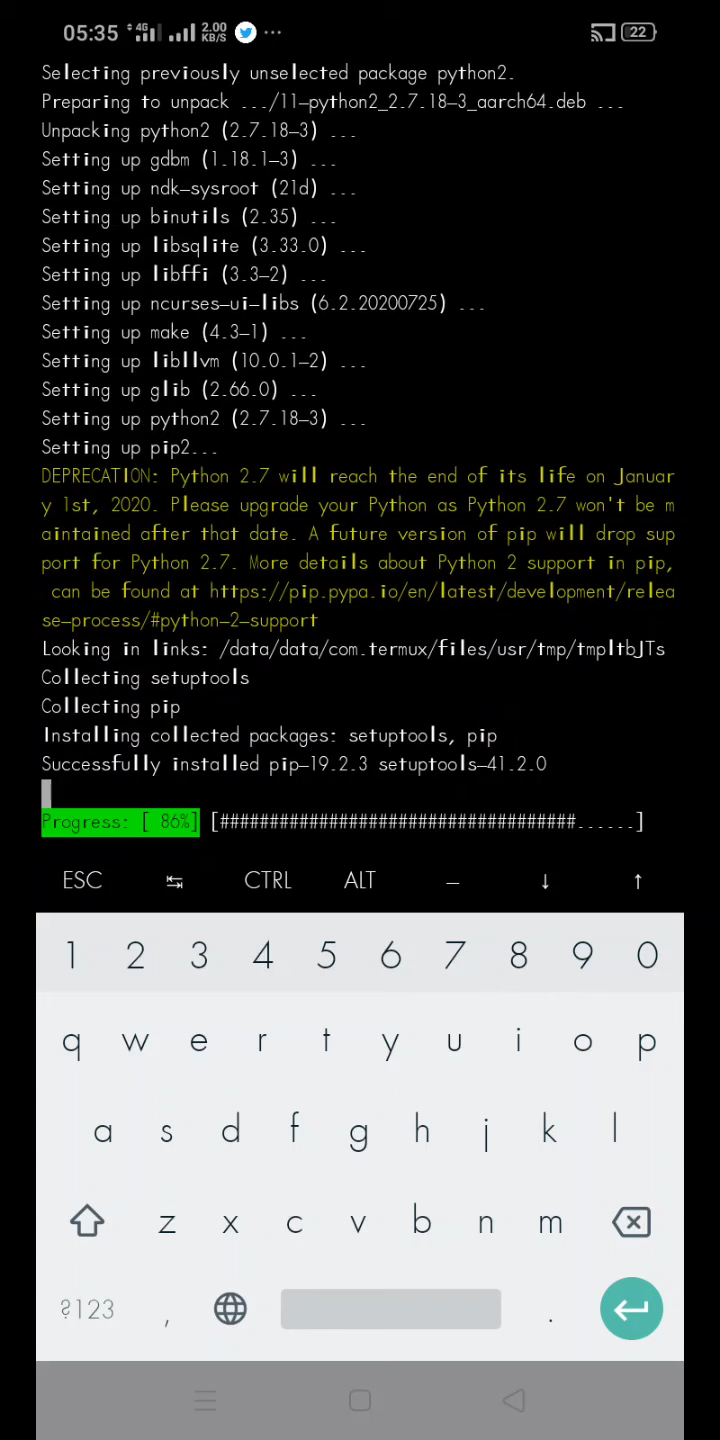 05:35 4G 2.00 KB/S ... 22
Selecting previously unselected package python2.
Preparing to unpack .../11-python2_2.7.18-3_aarch64.deb ...
Unpacking python2 (2.7.18-3) ...
Setting up gdbm (1.18.1-3) ...
Setting up ndk-sysroot (21d) ...
Setting up binutils (2.35) ...
Setting up libsqlite (3.33.0) ...
Setting up libffi (3.3-2) ...
Setting up ncurses-ui-libs (6.2.20200725) ...
Setting up make (4.3-1) ...
Setting up libllvm (10.0.1-2) ...
Setting up glib (2.66.0) ...
Setting up python2 (2.7.18-3) ...
Setting up pip2...
DEPRECATION: Python 2.7 will reach the end of its life on Januar
y 1st, 2020. Please upgrade your Python as Python 2.7 won't be m
aintained after that date. A future version of pip will drop sup
port for Python 2.7. More details about Python 2 support in pip,
can be found at https://pip.pypa.io/en/latest/development/relea
se-process/#python-2-support
Looking in links: /data/data/com.termux/files/usr/tmp/tmpltbJTs
Collecting setuptools
Collecting pip
Installing collected packages: setuptools, pip
Successfully installed pip-19.2.3 setuptools-41.2.0
Progress: [ 86%] [####################################......]
ESC ↹ CTRL ALT – ↓ ↑
1 2 3 4 5 6 7 8 9 0
q w e r t y u i o p
a s d f g h j k l
z x c v b n m
?123 , .